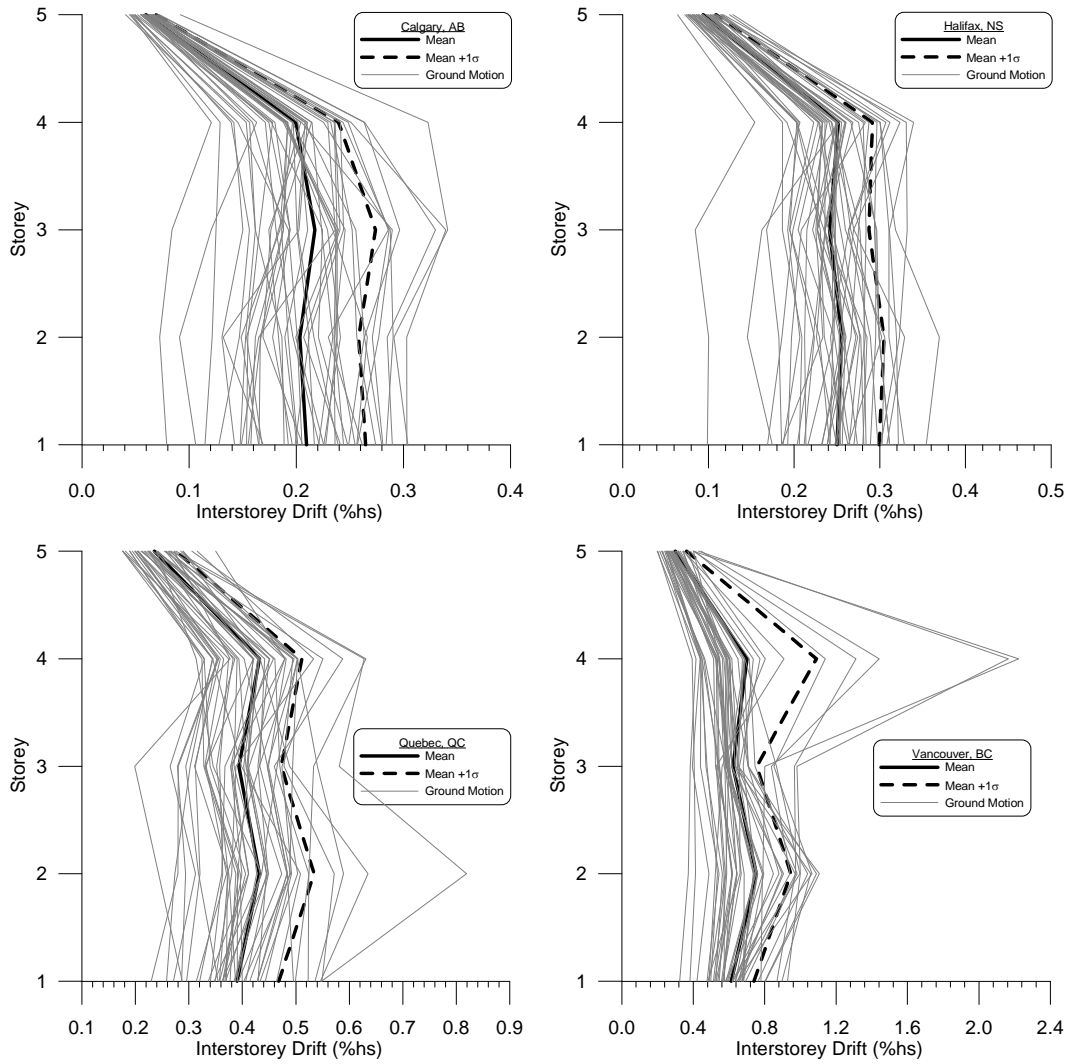 Calgary, AB
Mean
Mean +1σ
Ground Motion
5
4
3
2
1
Storey
0.0 0.1 0.2 0.3 0.4
Interstorey Drift (%hs)
Halifax, NS
Mean
Mean +1σ
Ground Motion
5
4
3
2
1
Storey
0.0 0.1 0.2 0.3 0.4 0.5
Interstorey Drift (%hs)
Quebec, QC
Mean
Mean +1σ
Ground Motion
5
4
3
2
1
Storey
0.1 0.2 0.3 0.4 0.5 0.6 0.7 0.8 0.9
Interstorey Drift (%hs)
Vancouver, BC
Mean
Mean +1σ
Ground Motion
5
4
3
2
1
Storey
0.0 0.4 0.8 1.2 1.6 2.0 2.4
Interstorey Drift (%hs)